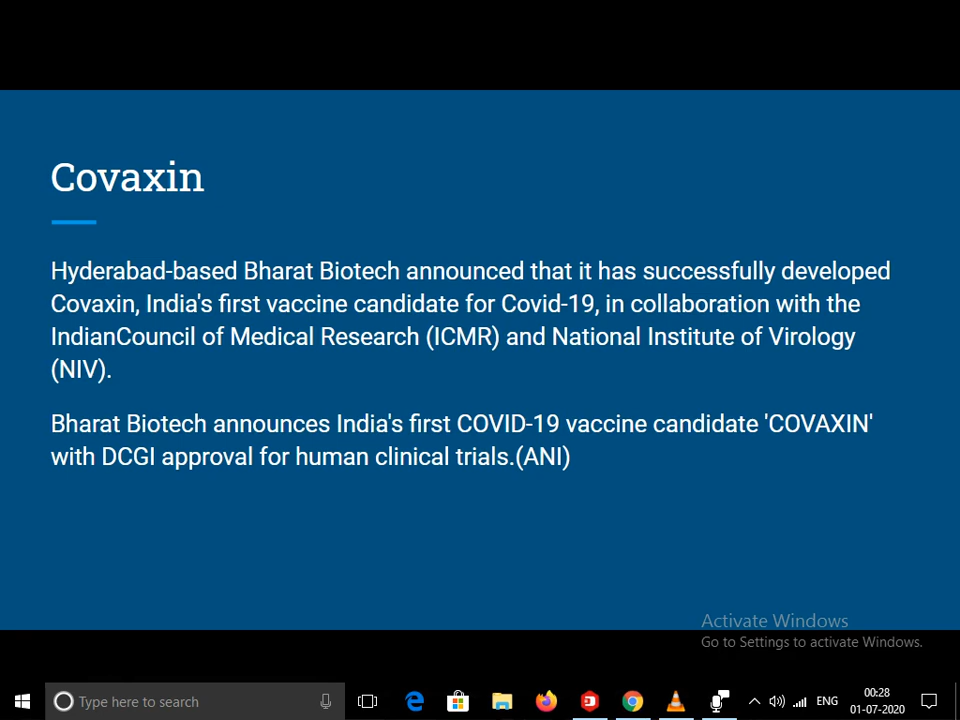 Covaxin
Hyderabad-based Bharat Biotech announced that it has successfully developed
Covaxin, India's first vaccine candidate for Covid-19, in collaboration with the
IndianCouncil of Medical Research (ICMR) and National Institute of Virology
(NIV).
Bharat Biotech announces India's first COVID-19 vaccine candidate 'COVAXIN'
with DCGI approval for human clinical trials.(ANI)
Activate Windows
Go to Settings to activate Windows.
Type here to search
ENG
00:28
01-07-2020